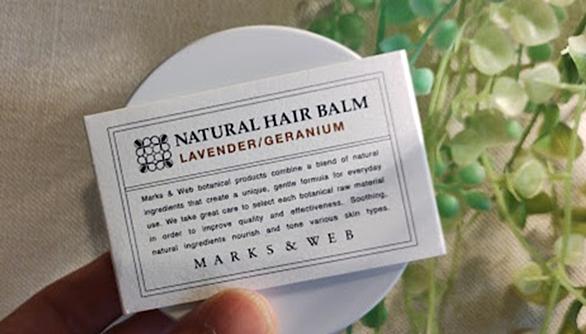 NATURAL HAIR BALM
LAVENDER/GERANIUM
Marks & Web botanical products combine a blend of natural
ingredients that create a unique, gentle formula for everyday
use. We take great care to select each botanical raw material
in order to improve quality and effectiveness. Soothing,
natural ingredients nourish and tone various skin types.
MARKS & WEB